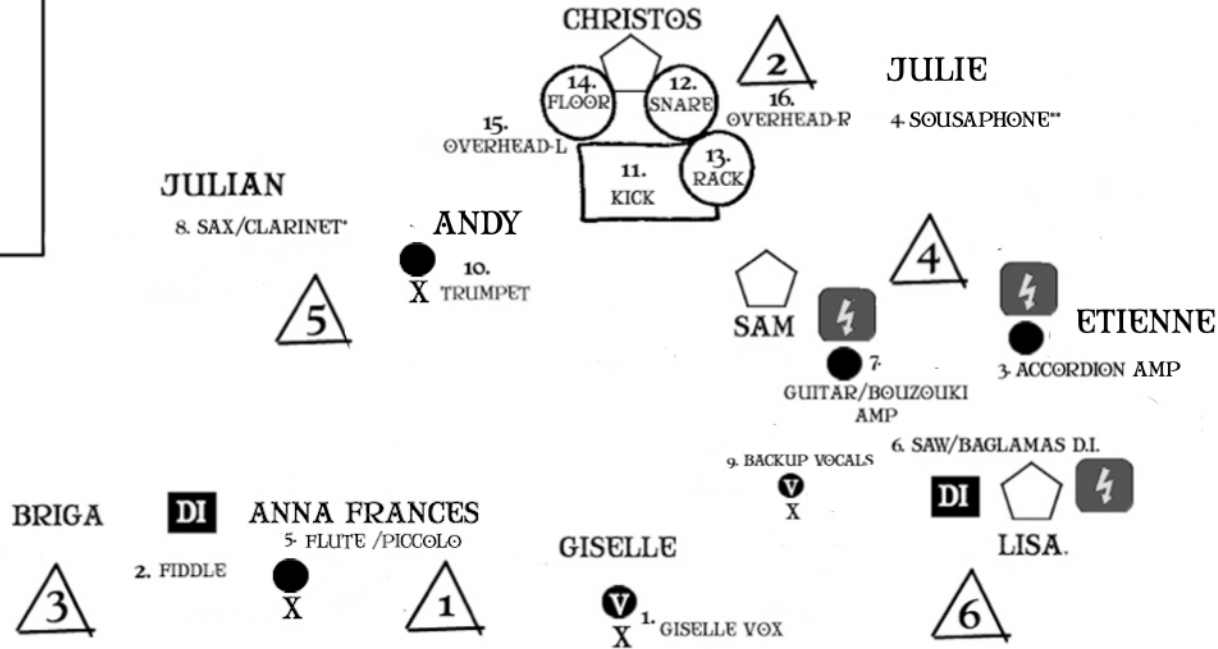 CHRISTOS
2
JULIE
14.
FLOOR
12.
SNARE
16.
OVERHEAD-R
4. SOUSAPHONE**
15.
OVERHEAD-L
11.
KICK
13.
RACK
JULIAN
8. SAX/CLARINET*
ANDY
10.
X TRUMPET
5
4
SAM
ETIENNE
7.
GUITAR/BOUZOUKI
AMP
3. ACCORDION AMP
9. BACKUP VOCALS
V
X
6. SAW/BAGLAMAS D.I.
DI
LISA.
BRIGA
DI
ANNA FRANCES
5. FLUTE /PICCOLO
2. FIDDLE
X
3
1
GISELLE
V
X
1. GISELLE VOX
6